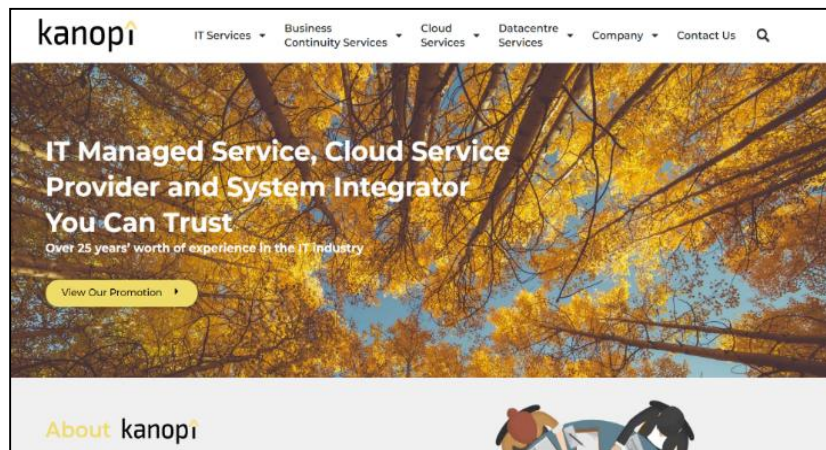 kanopi
IT Services
Business
Continuity Services
Cloud
Services
Datacentre
Services
Company
Contact Us
IT Managed Service, Cloud Service
Provider and System Integrator
You Can Trust
Over 25 years' worth of experience in the IT industry
View Our Promotion
About kanopi